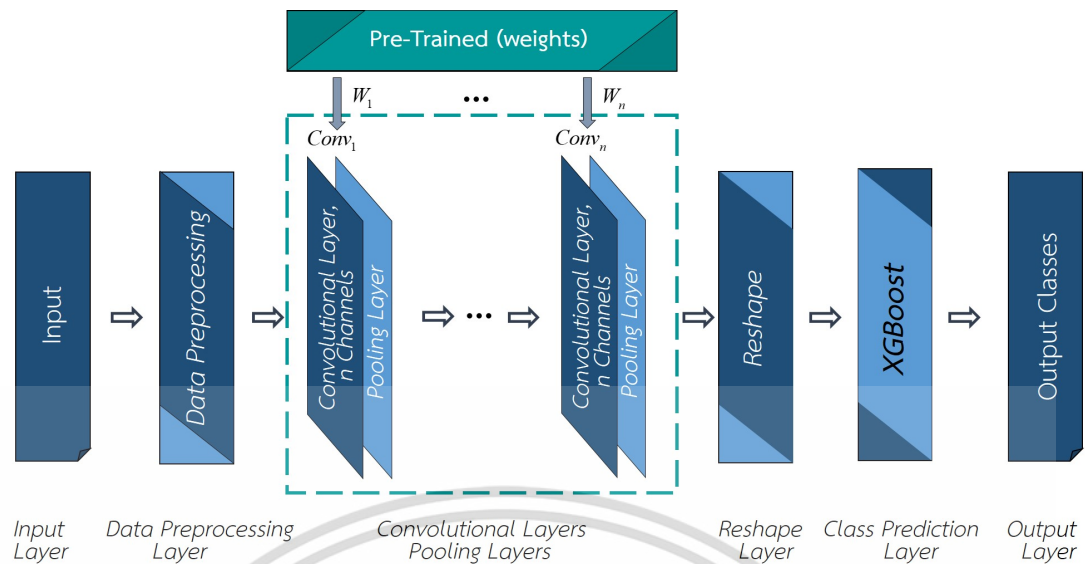 Pre-Trained (weights)
W1
...
Wn
Conv1
Convn
Input
Data Preprocessing
Convolutional Layer,
n Channels
Pooling Layer
...
Convolutional Layer,
n Channels
Pooling Layer
Reshape
XGBoost
Output Classes
Input
Layer
Data Preprocessing
Layer
Convolutional Layers
Pooling Layers
Reshape
Layer
Class Prediction
Layer
Output
Layer